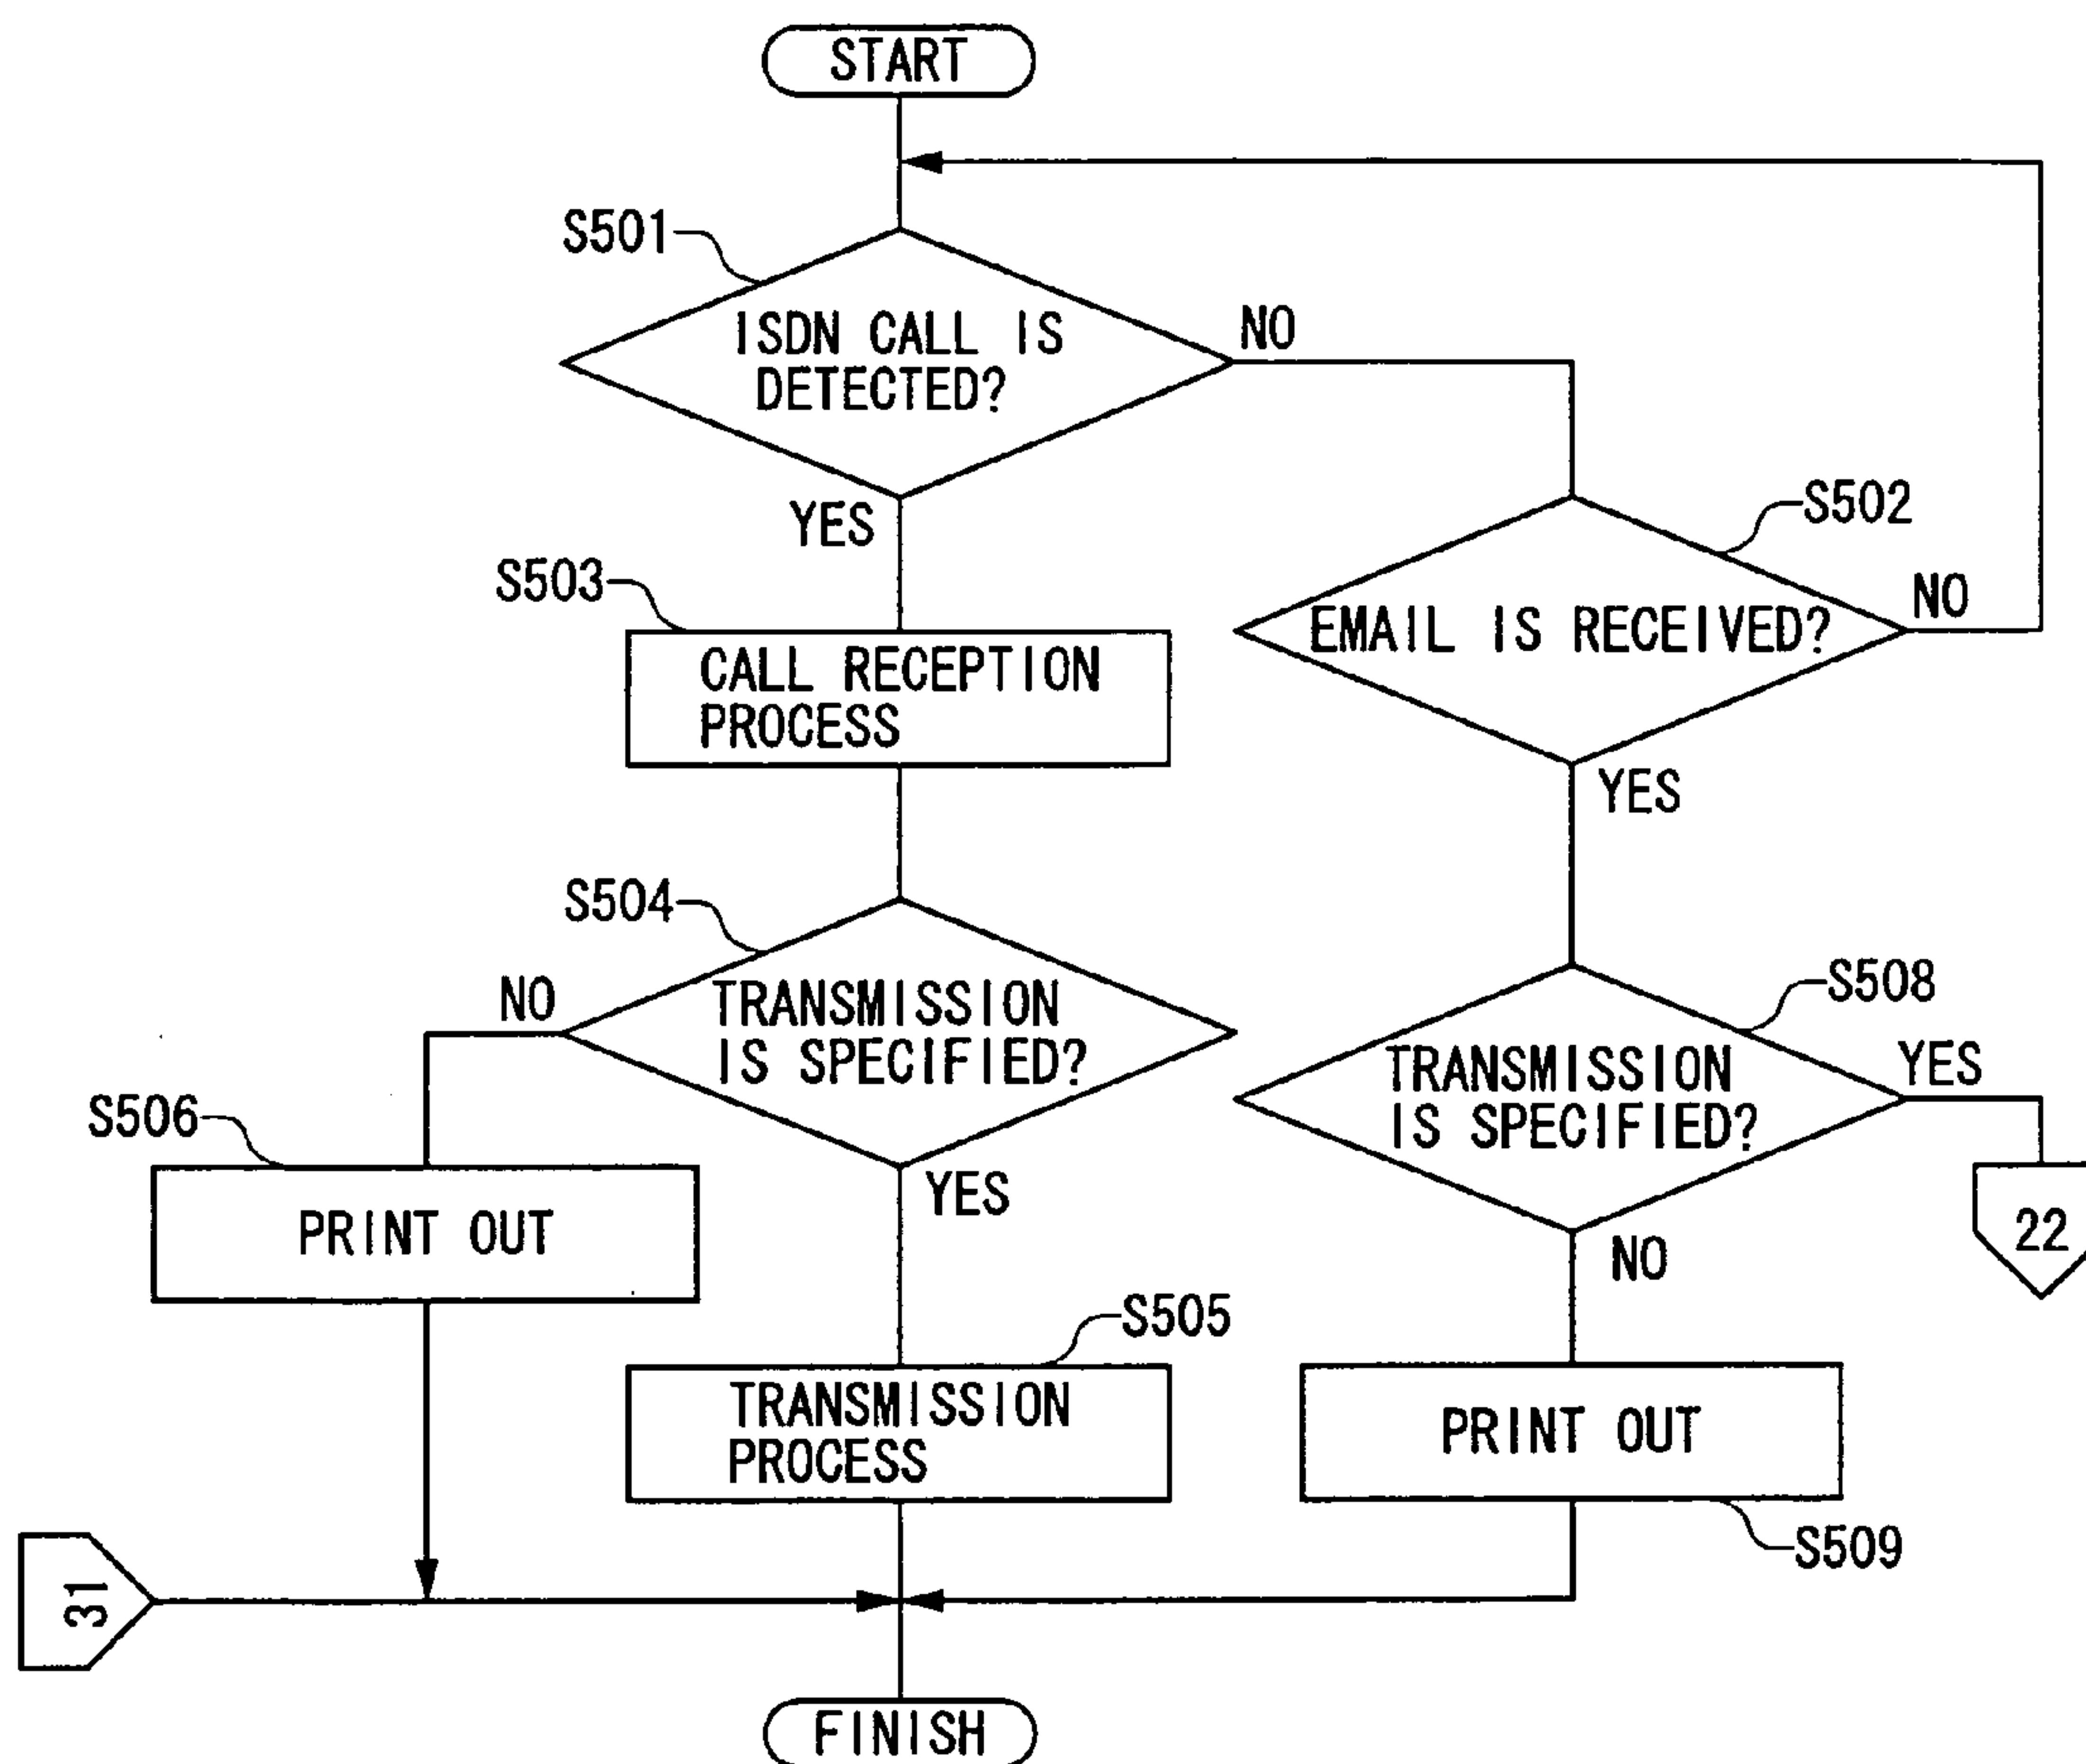 START
S501
ISDN CALL IS
DETECTED?
NO
YES
S502
EMAIL IS RECEIVED?
NO
YES
S503
CALL RECEPTION
PROCESS
S504
TRANSMISSION
IS SPECIFIED?
NO
YES
S508
TRANSMISSION
IS SPECIFIED?
YES
NO
22
S506
PRINT OUT
S505
TRANSMISSION
PROCESS
PRINT OUT
S509
31
FINISH